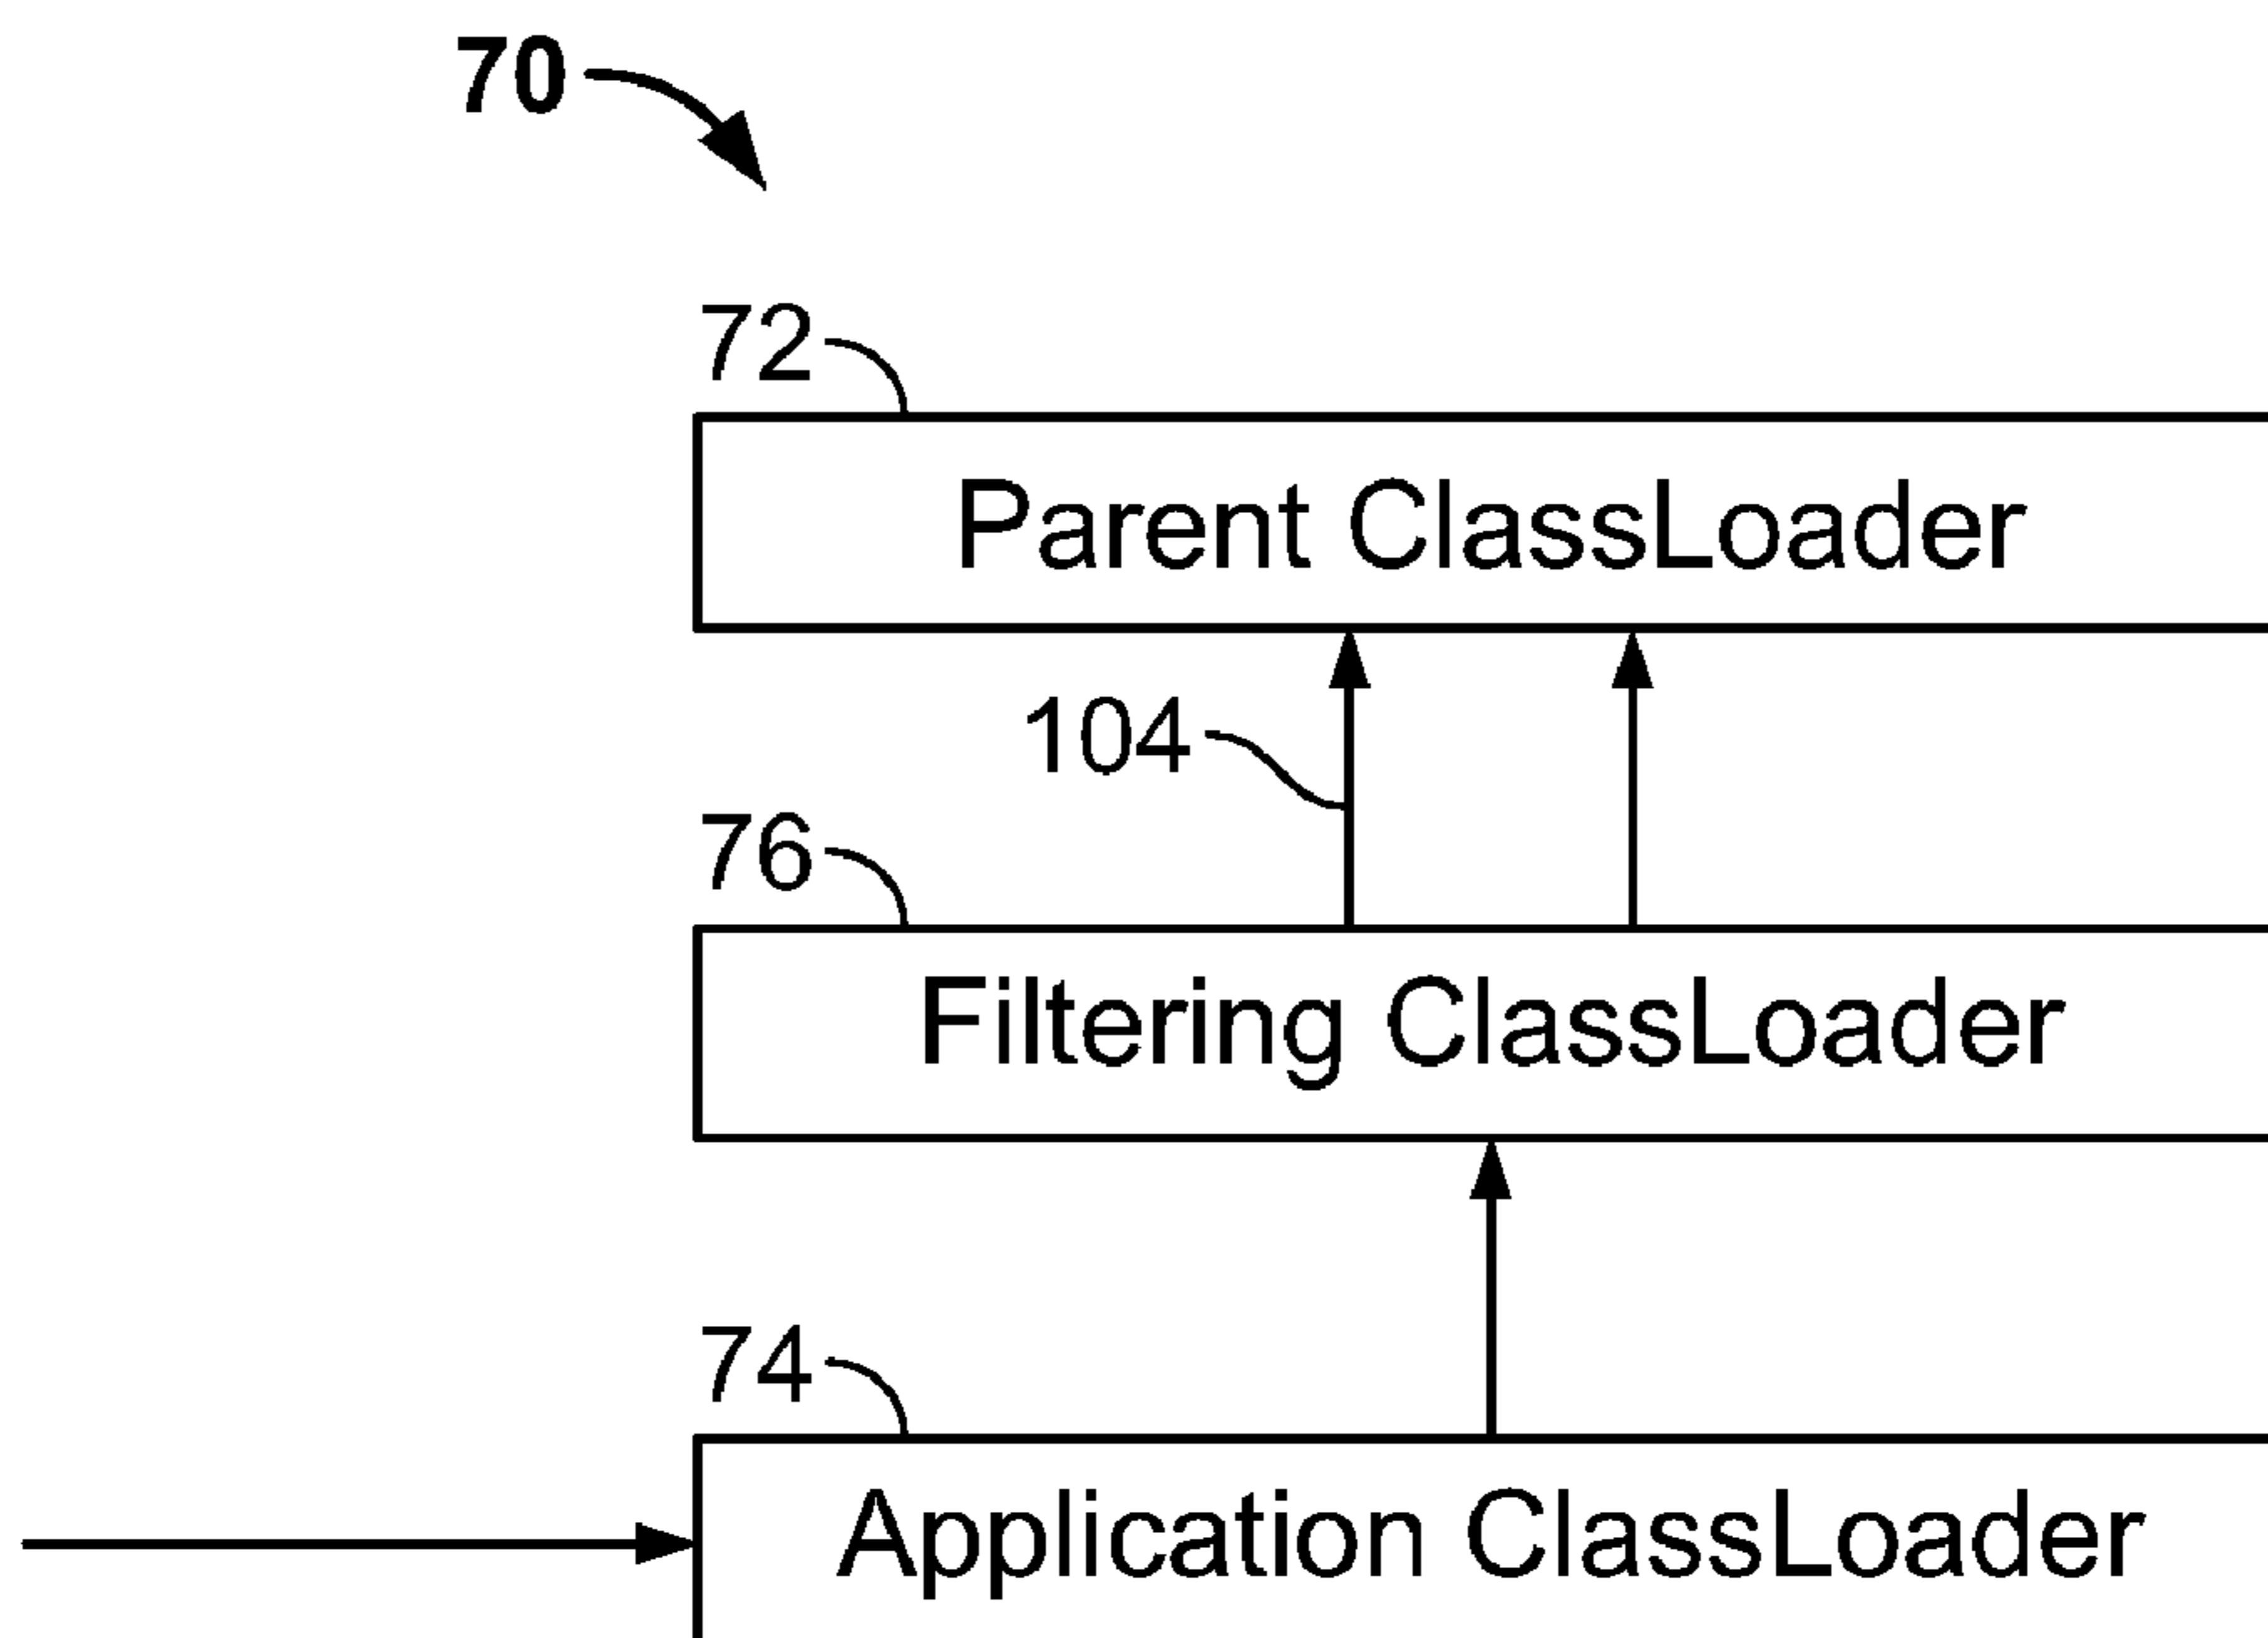 70
72
Parent ClassLoader
104
76
Filtering ClassLoader
74
Application ClassLoader